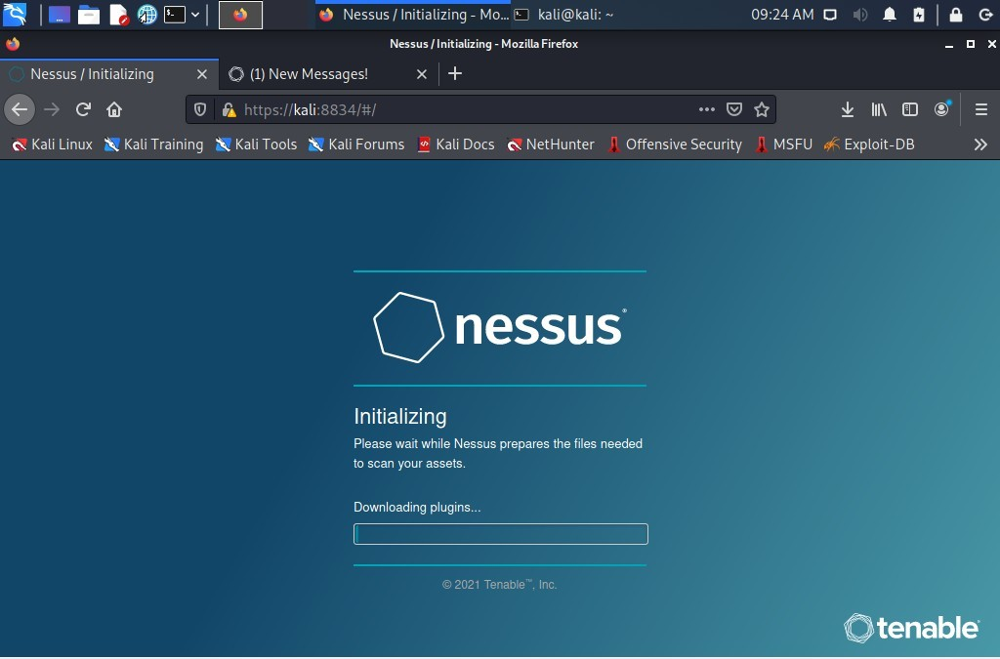 Nessus / Initializing - Mo...
kali@kali: ~
09:24 AM
Nessus / Initializing - Mozilla Firefox
Nessus / Initializing
(1) New Messages!
https://kali:8834/#/
Kali Linux
Kali Training
Kali Tools
Kali Forums
Kali Docs
NetHunter
Offensive Security
MSFU
Exploit-DB
nessus®
Initializing
Please wait while Nessus prepares the files needed
to scan your assets.
Downloading plugins...
© 2021 Tenable™, Inc.
tenable®